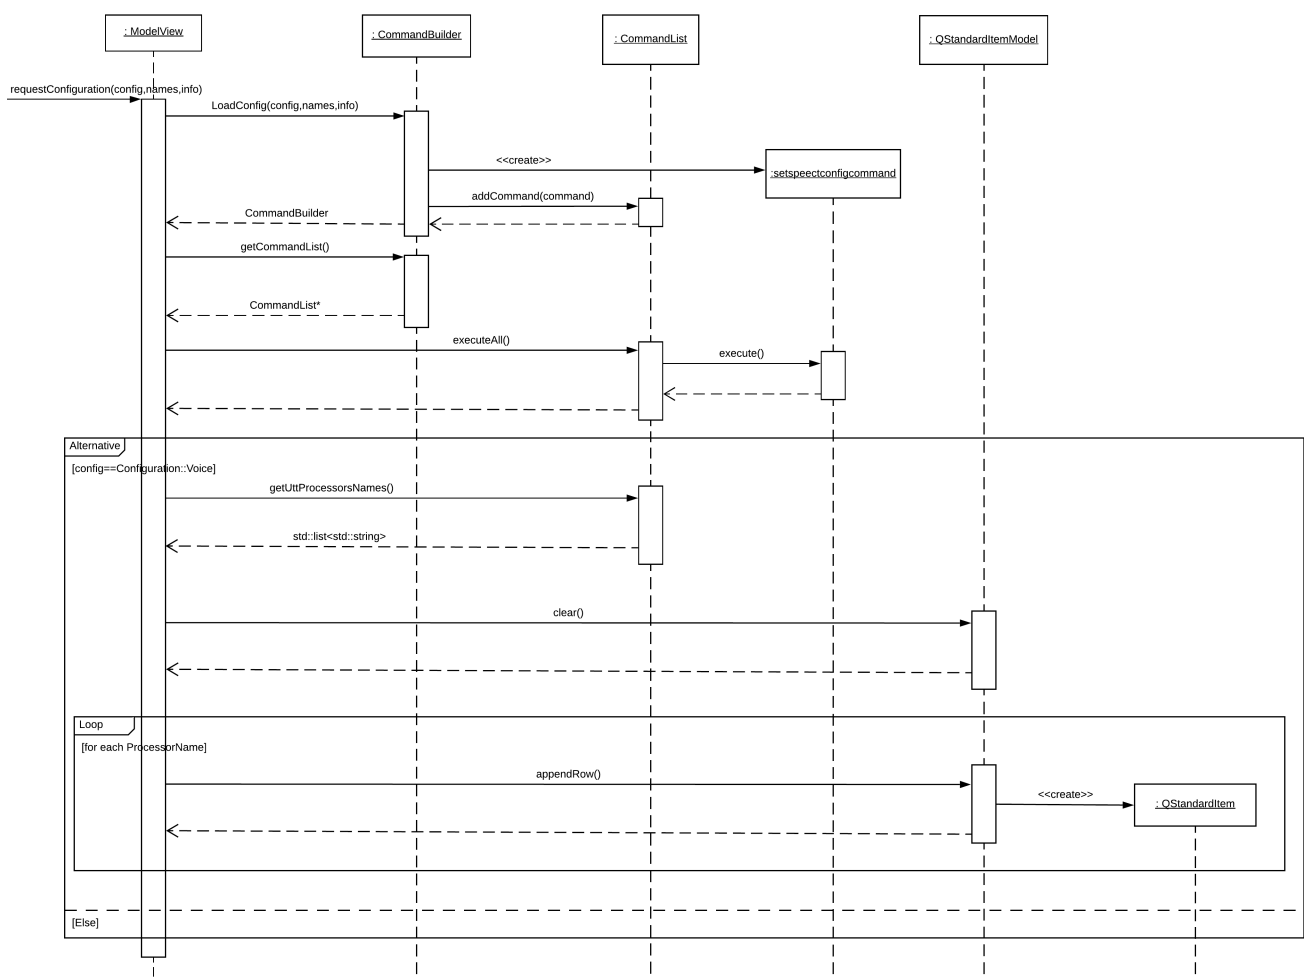 : ModelView
: CommandBuilder
: CommandList
: QStandardItemModel
requestConfiguration(config,names,info)
LoadConfig(config,names,info)
<<create>>
:setspeectconfigcommand
addCommand(command)
CommandBuilder
getCommandList()
CommandList*
executeAll()
execute()
Alternative
[config==Configuration::Voice]
getUttProcessorsNames()
std::list<std::string>
clear()
Loop
[for each ProcessorName]
appendRow()
<<create>>
: QStandardItem
[Else]